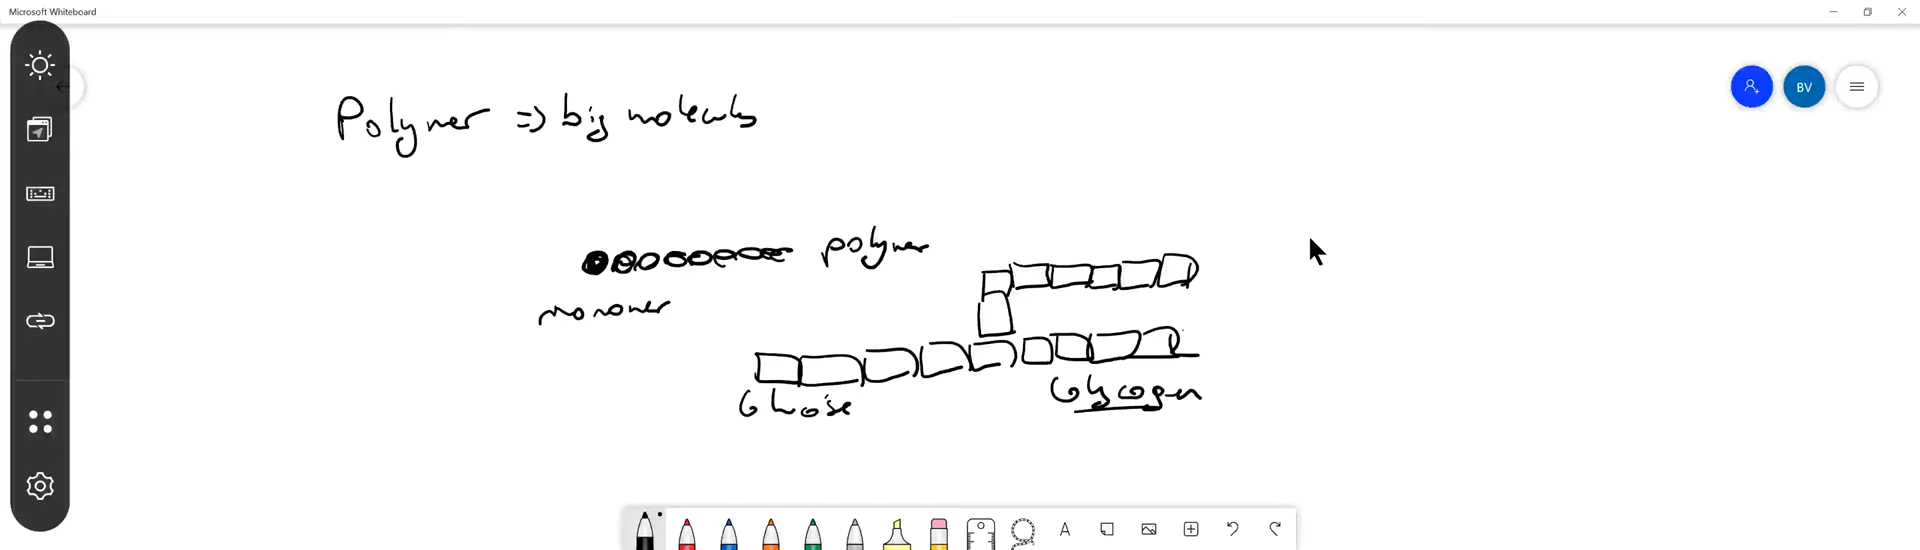 Microsoft Whiteboard
BV
Polymer => big molecules
polymer
monomer
Glucose
Glycogen
A